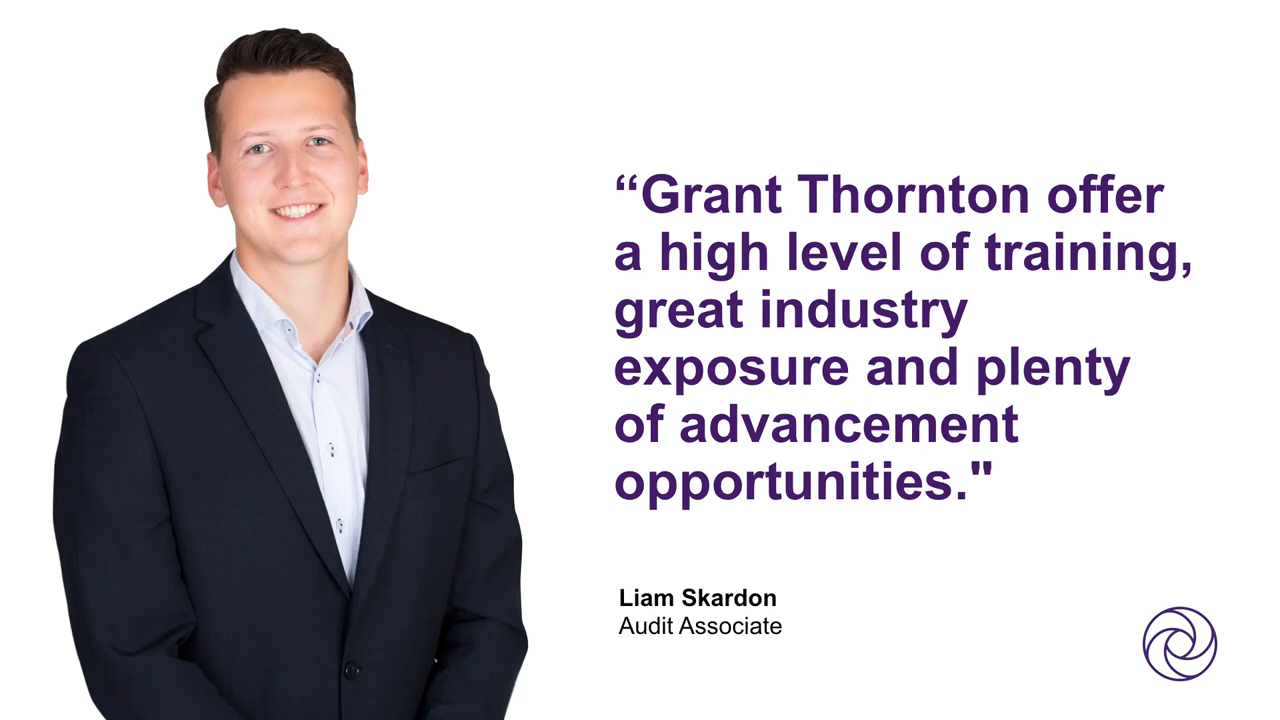 “Grant Thornton offer
a high level of training,
great industry
exposure and plenty
of advancement
opportunities."
Liam Skardon
Audit Associate